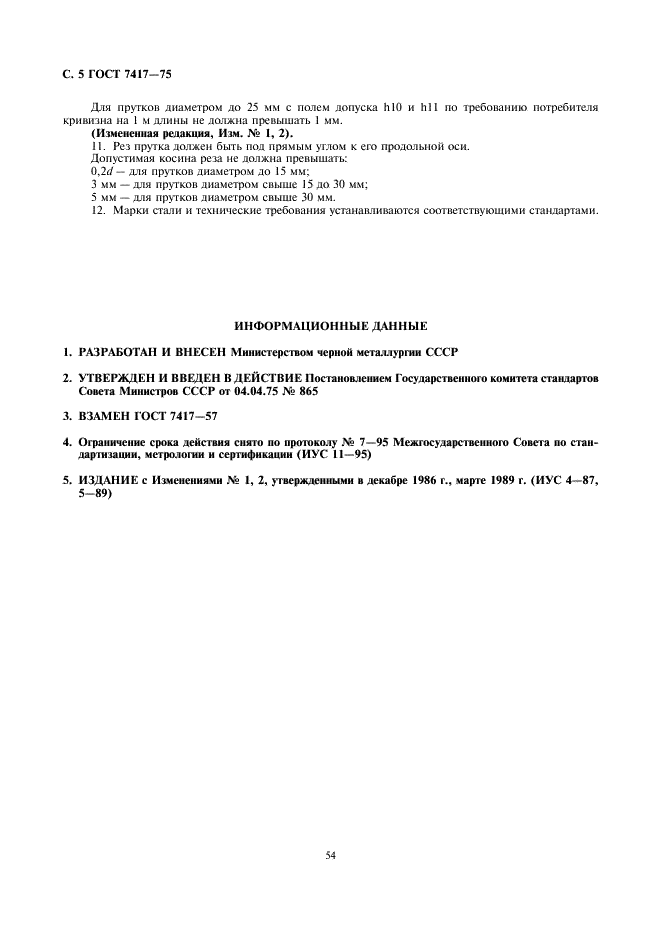 С. 5 ГОСТ 7417—75
Для прутков диаметром до 25 мм с полем допуска h10 и h11 по требованию потребителя
кривизна на 1 м длины не должна превышать 1 мм.
(Измененная редакция, Изм. № 1, 2).
11. Рез прутка должен быть под прямым углом к его продольной оси.
Допустимая косина реза не должна превышать:
0,2d — для прутков диаметром до 15 мм;
3 мм — для прутков диаметром свыше 15 до 30 мм;
5 мм — для прутков диаметром свыше 30 мм.
12. Марки стали и технические требования устанавливаются соответствующими стандартами.
ИНФОРМАЦИОННЫЕ ДАННЫЕ
1. РАЗРАБОТАН И ВНЕСЕН Министерством черной металлургии СССР
2. УТВЕРЖДЕН И ВВЕДЕН В ДЕЙСТВИЕ Постановлением Государственного комитета стандартов
Совета Министров СССР от 04.04.75 № 865
3. ВЗАМЕН ГОСТ 7417—57
4. Ограничение срока действия снято по протоколу № 7—95 Межгосударственного Совета по стан-
дартизации, метрологии и сертификации (ИУС 11—95)
5. ИЗДАНИЕ с Изменениями № 1, 2, утвержденными в декабре 1986 г., марте 1989 г. (ИУС 4—87,
5—89)
54